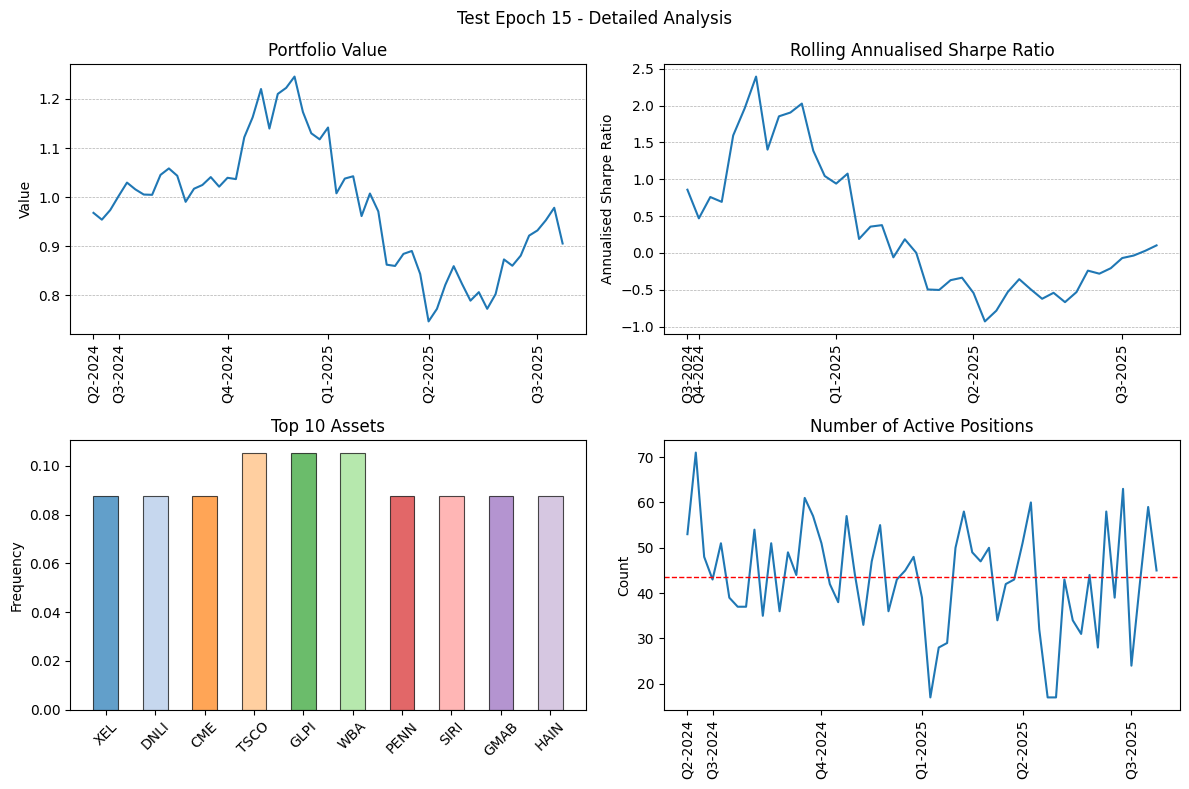 Test Epoch 15 - Detailed Analysis
Portfolio Value
Value
1.2
1.1
1.0
0.9
0.8
Q2-2024
Q3-2024
Q4-2024
Q1-2025
Q2-2025
Q3-2025
Rolling Annualised Sharpe Ratio
Annualised Sharpe Ratio
2.5
2.0
1.5
1.0
0.5
0.0
−0.5
−1.0
Q3-2024
Q4-2024
Q1-2025
Q2-2025
Q3-2025
Top 10 Assets
Frequency
0.10
0.08
0.06
0.04
0.02
0.00
XEL
DNLI
CME
TSCO
GLPI
WBA
PENN
SIRI
GMAB
HAIN
Number of Active Positions
Count
70
60
50
40
30
20
Q2-2024
Q3-2024
Q4-2024
Q1-2025
Q2-2025
Q3-2025